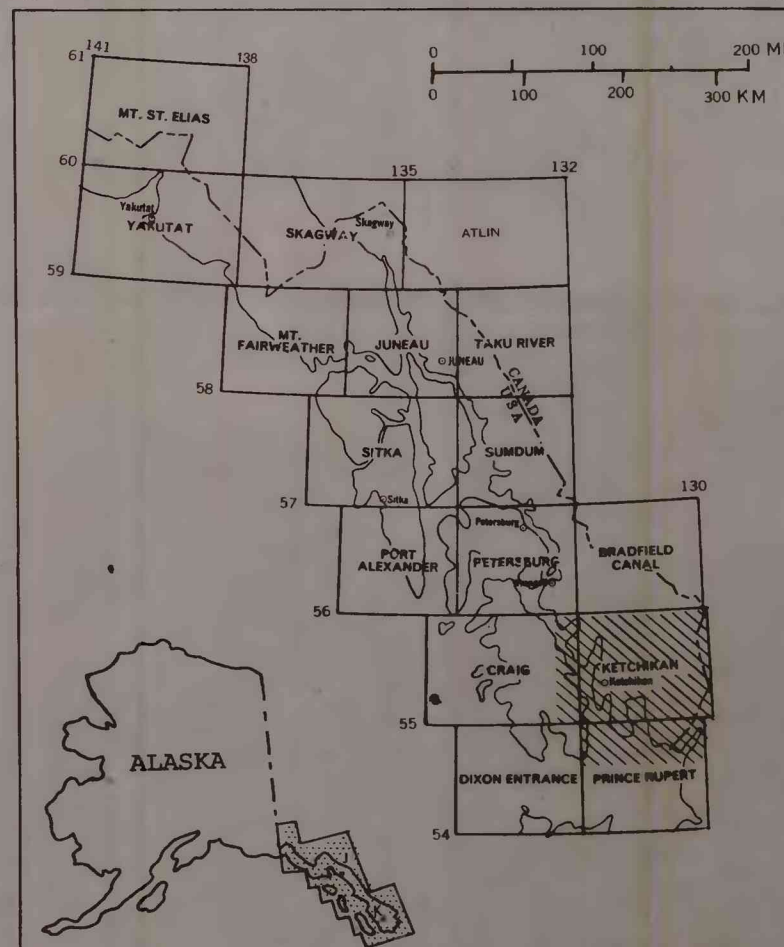 141
61
138
0 100 200 MI
0 100 200 300 KM
MT. ST. ELIAS
60
135
132
Yakutat
YAKUTAT
SKAGWAY
Skagway
ATLIN
59
MT.
FAIRWEATHER
JUNEAU
JUNEAU
TAKU RIVER
58
CANADA
USA
SITKA
SUMDUM
Sitka
57
130
Petersburg
PORT
ALEXANDER
PETERSBURG
BRADFIELD
CANAL
56
CRAIG
KETCHIKAN
Ketchikan
55
ALASKA
DIXON ENTRANCE
PRINCE RUPERT
54